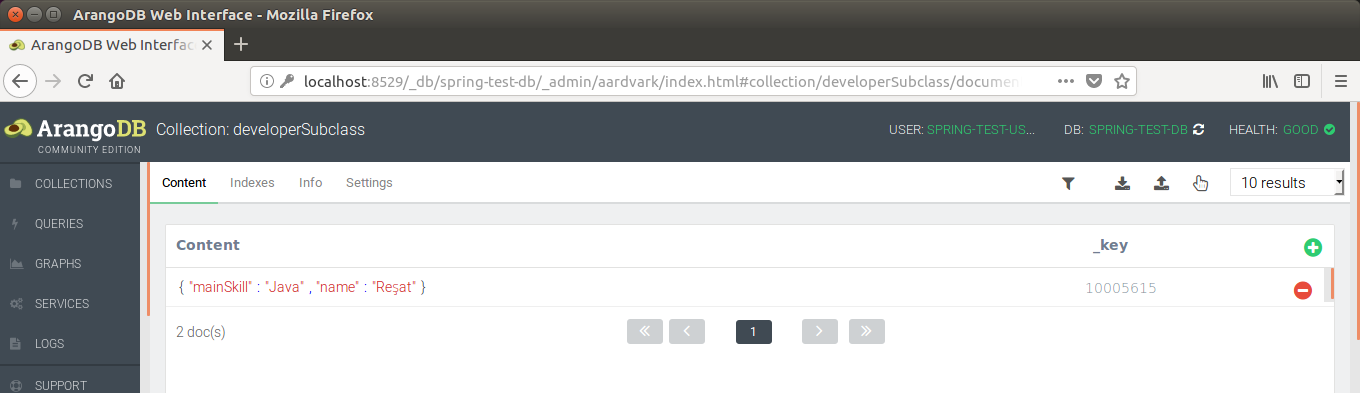 ArangoDB Web Interface - Mozilla Firefox
ArangoDB Web Interfac
localhost:8529/_db/spring-test-db/_admin/aardvark/index.html#collection/developerSubclass/documen
ArangoDB Collection: developerSubclass USER: SPRING-TEST-US... DB: SPRING-TEST-DB HEALTH: GOOD
COMMUNITY EDITION
COLLECTIONS
QUERIES
GRAPHS
SERVICES
LOGS
SUPPORT
Content Indexes Info Settings 10 results
Content _key
{ "mainSkill" : "Java" , "name" : "Reşat" } 10005615
2 doc(s) 1